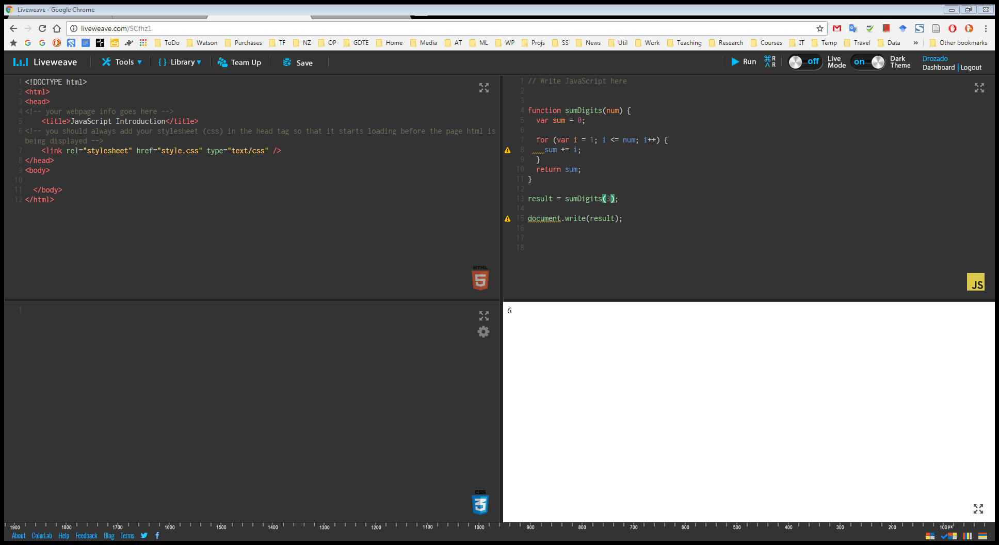 Liveweave - Google Chrome
liveweave.com/SCfhz1
ToDo Watson Purchases TF NZ OP GDTE Home Media AT ML WP Projs SS News Util Work Teaching Research Courses IT Temp Travel Data » Other bookmarks
Liveweave Tools ▾ { } Library ▾ Team Up Save Run ⌘R ^R off Live Mode on Dark Theme Drozado Dashboard | Logout
1 <!DOCTYPE html>
2 <html>
3 <head>
4 <!-- your webpage info goes here -->
5     <title>JavaScript Introduction</title>
6 <!-- you should always add your stylesheet (css) in the head tag so that it starts loading before the page html is
being displayed -->
7     <link rel="stylesheet" href="style.css" type="text/css" />
8 </head>
9 <body>
10
11   </body>
12 </html>
HTML
5
1 // Write JavaScript here
2
3
4 function sumDigits(num) {
5   var sum = 0;
6
7   for (var i = 1; i <= num; i++) {
8     sum += i;
9   }
10   return sum;
11 }
12
13 result = sumDigits(3);
14
15 document.write(result);
16
17
18
JS
1
CSS
3
6
1900 1800 1700 1600 1500 1400 1300 1200 1100 1000 900 800 700 600 500 400 300 200 100px
About ColorLab Help Feedback Blog Terms